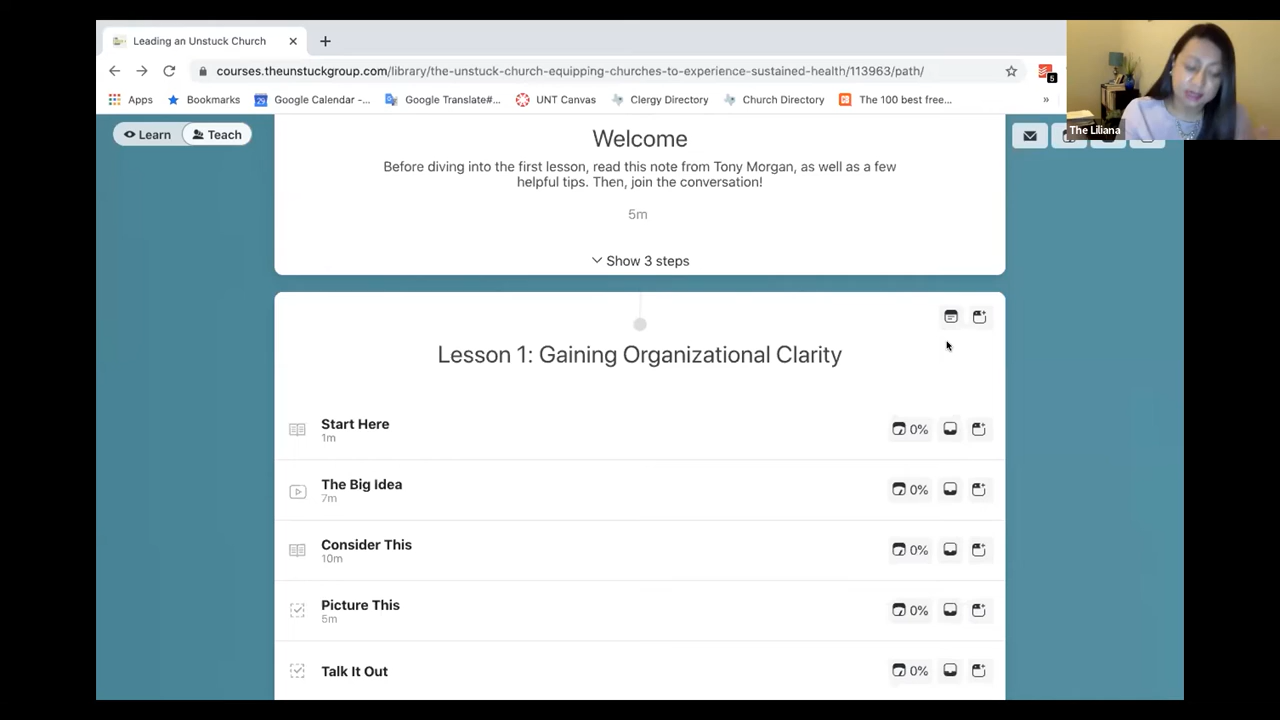 Leading an Unstuck Church
courses.theunstuckgroup.com/library/the-unstuck-church-equipping-churches-to-experience-sustained-health/113963/path/
5
Apps
Bookmarks
Google Calendar -...
Google Translate#...
UNT Canvas
Clergy Directory
Church Directory
The 100 best free...
»
The Liliana
Learn
Teach
Welcome
Before diving into the first lesson, read this note from Tony Morgan, as well as a few
helpful tips. Then, join the conversation!
5m
Show 3 steps
Lesson 1: Gaining Organizational Clarity
Start Here
1m
0%
The Big Idea
7m
0%
Consider This
10m
0%
Picture This
5m
0%
Talk It Out
0%